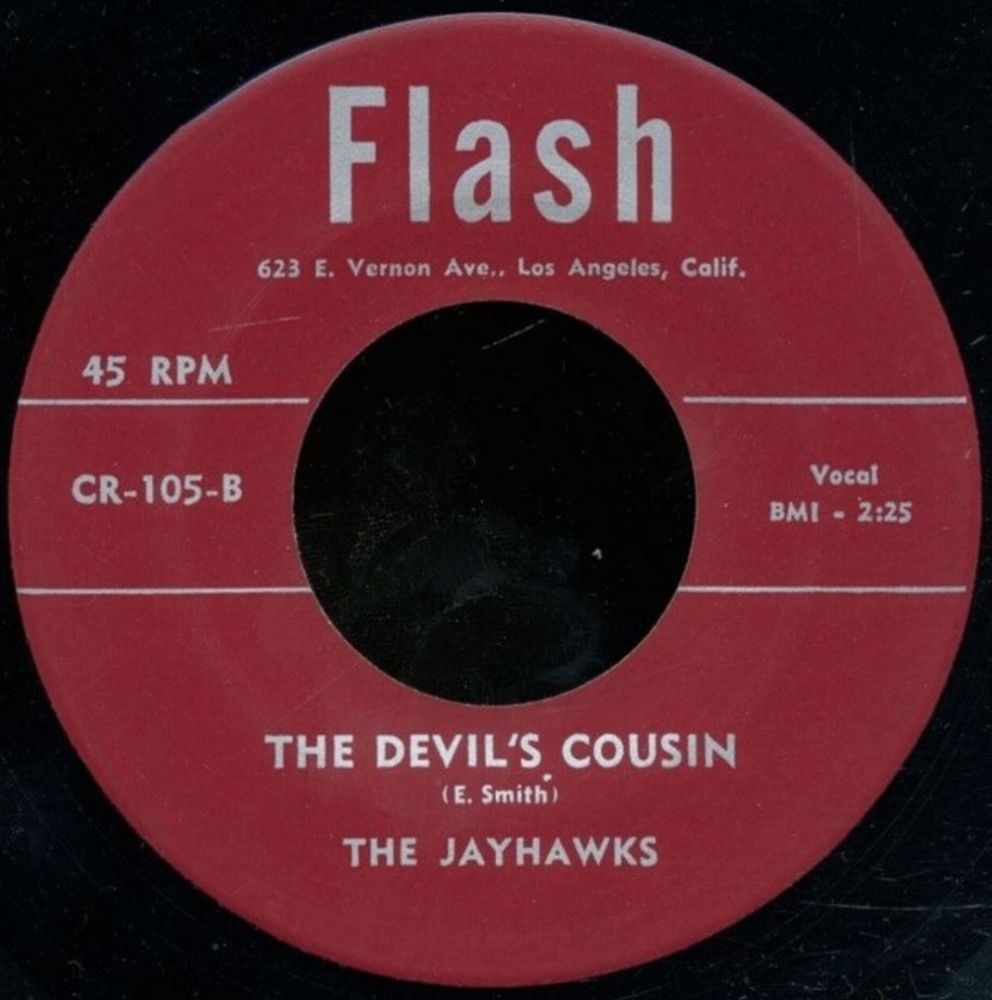 Flash
623 E. Vernon Ave., Los Angeles, Calif.
45 RPM
CR-105-B
Vocal
BMI - 2:25
THE DEVIL'S COUSIN
(E. Smith)
THE JAYHAWKS